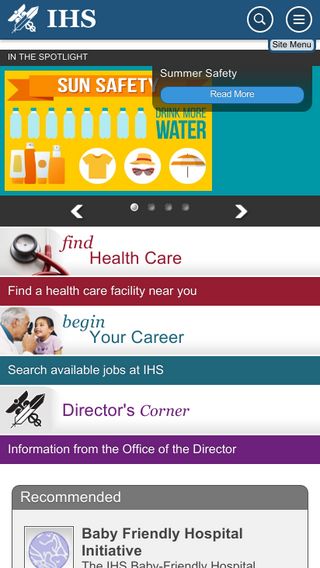 IHS
Site Menu
IN THE SPOTLIGHT
SUN SAFETY
DRINK MORE
WATER
Summer Safety
Read More
find
Health Care
Find a health care facility near you
begin
Your Career
Search available jobs at IHS
Director's Corner
Information from the Office of the Director
Recommended
Baby Friendly Hospital
Initiative
The IHS Baby-Friendly Hospital